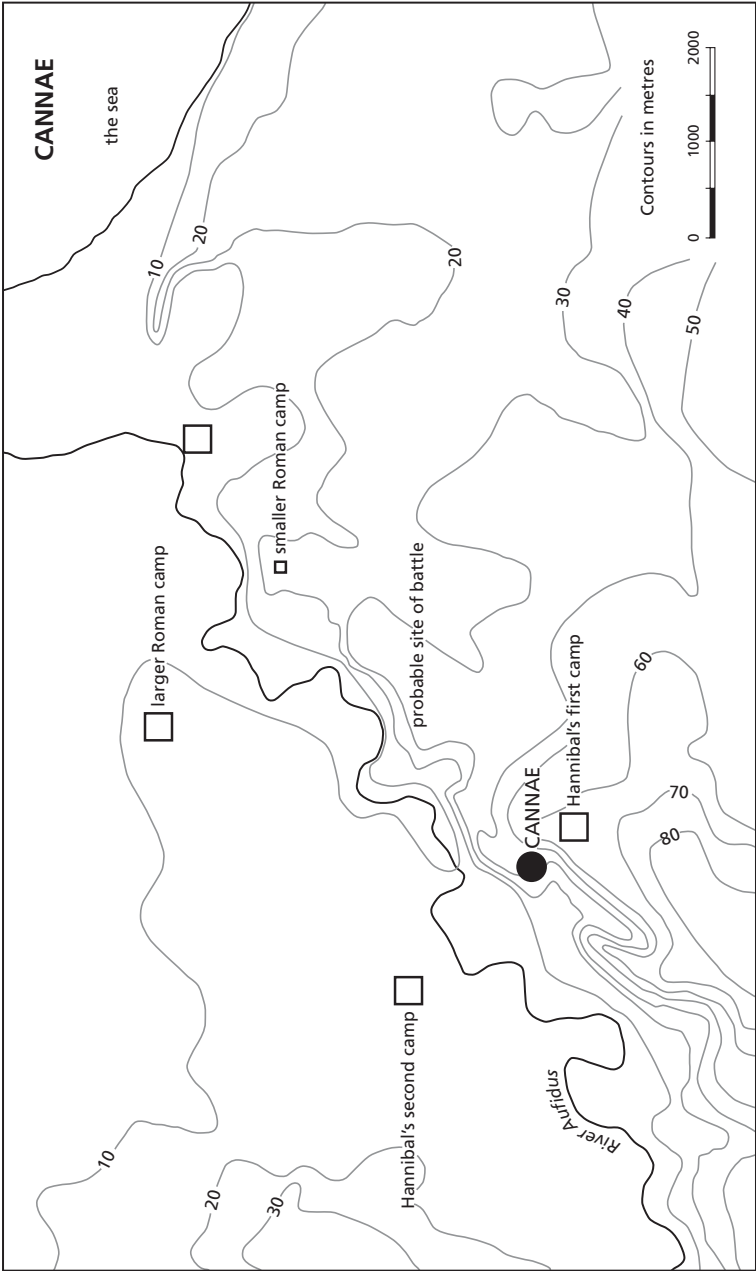 CANNAE
the sea
10
20
20
larger Roman camp
smaller Roman camp
probable site of battle
CANNAE
Hannibal's first camp
Hannibal's second camp
River Aufidus
10
20
30
30
40
50
60
70
80
Contours in metres
0 1000 2000